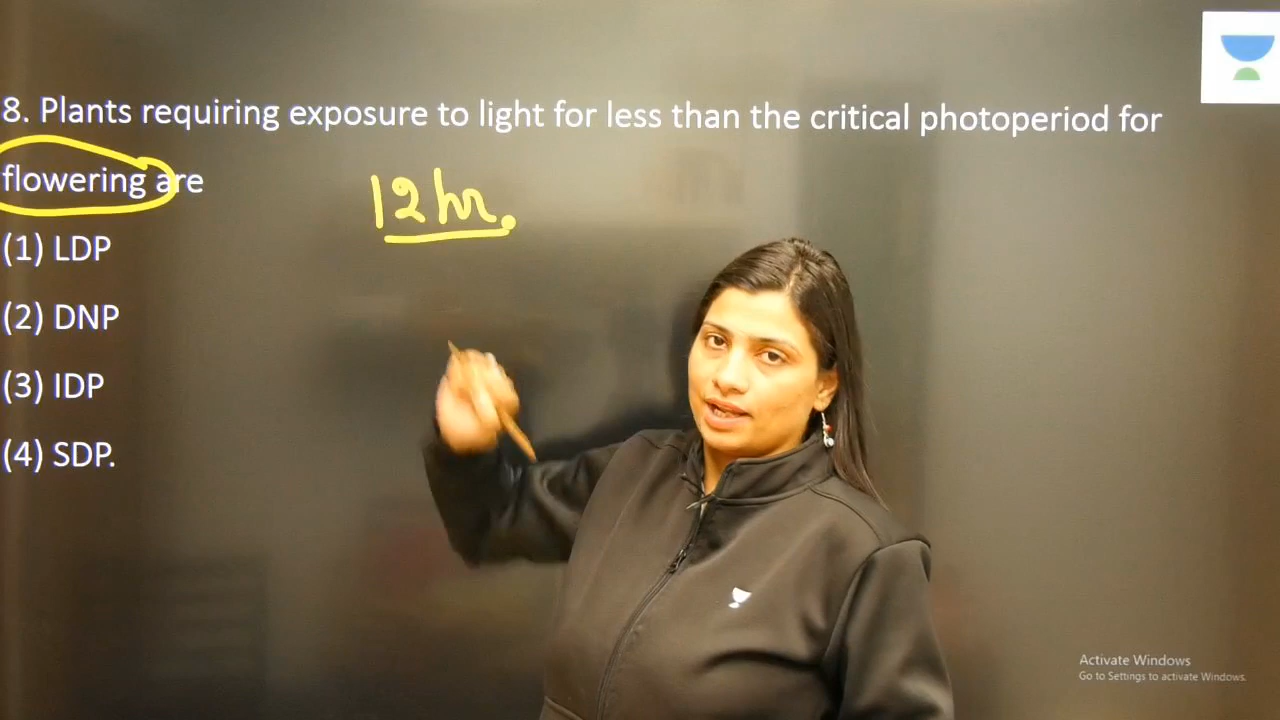 8. Plants requiring exposure to light for less than the critical photoperiod for
flowering are
12 hr.
(1) LDP
(2) DNP
(3) IDP
(4) SDP.
Activate Windows
Go to Settings to activate Windows.